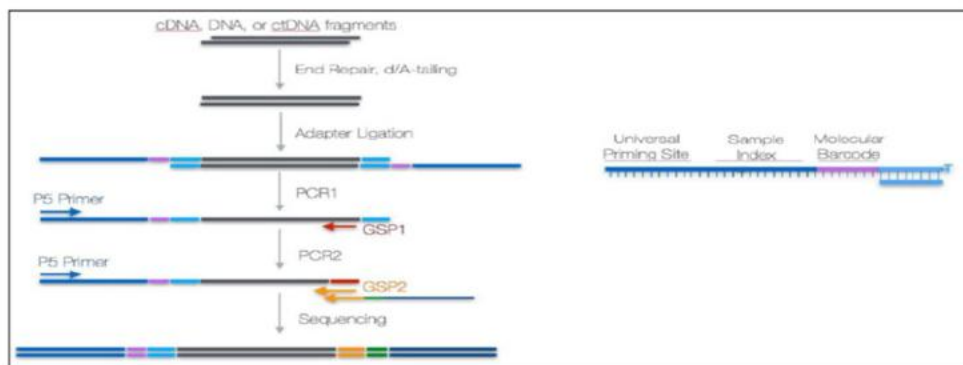 cDNA, DNA, or ctDNA fragments
End Repair, d/A-tailing
Adapter Ligation
PCR1
P5 Primer
GSP1
PCR2
P5 Primer
GSP2
Sequencing
Universal
Priming Site
Sample
Index
Molecular
Barcode
T